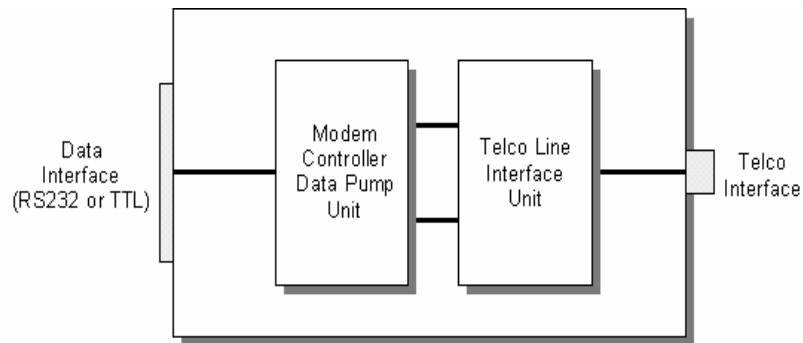 Data
Interface
(RS232 or TTL)
Modem
Controller
Data Pump
Unit
Telco Line
Interface
Unit
Telco
Interface